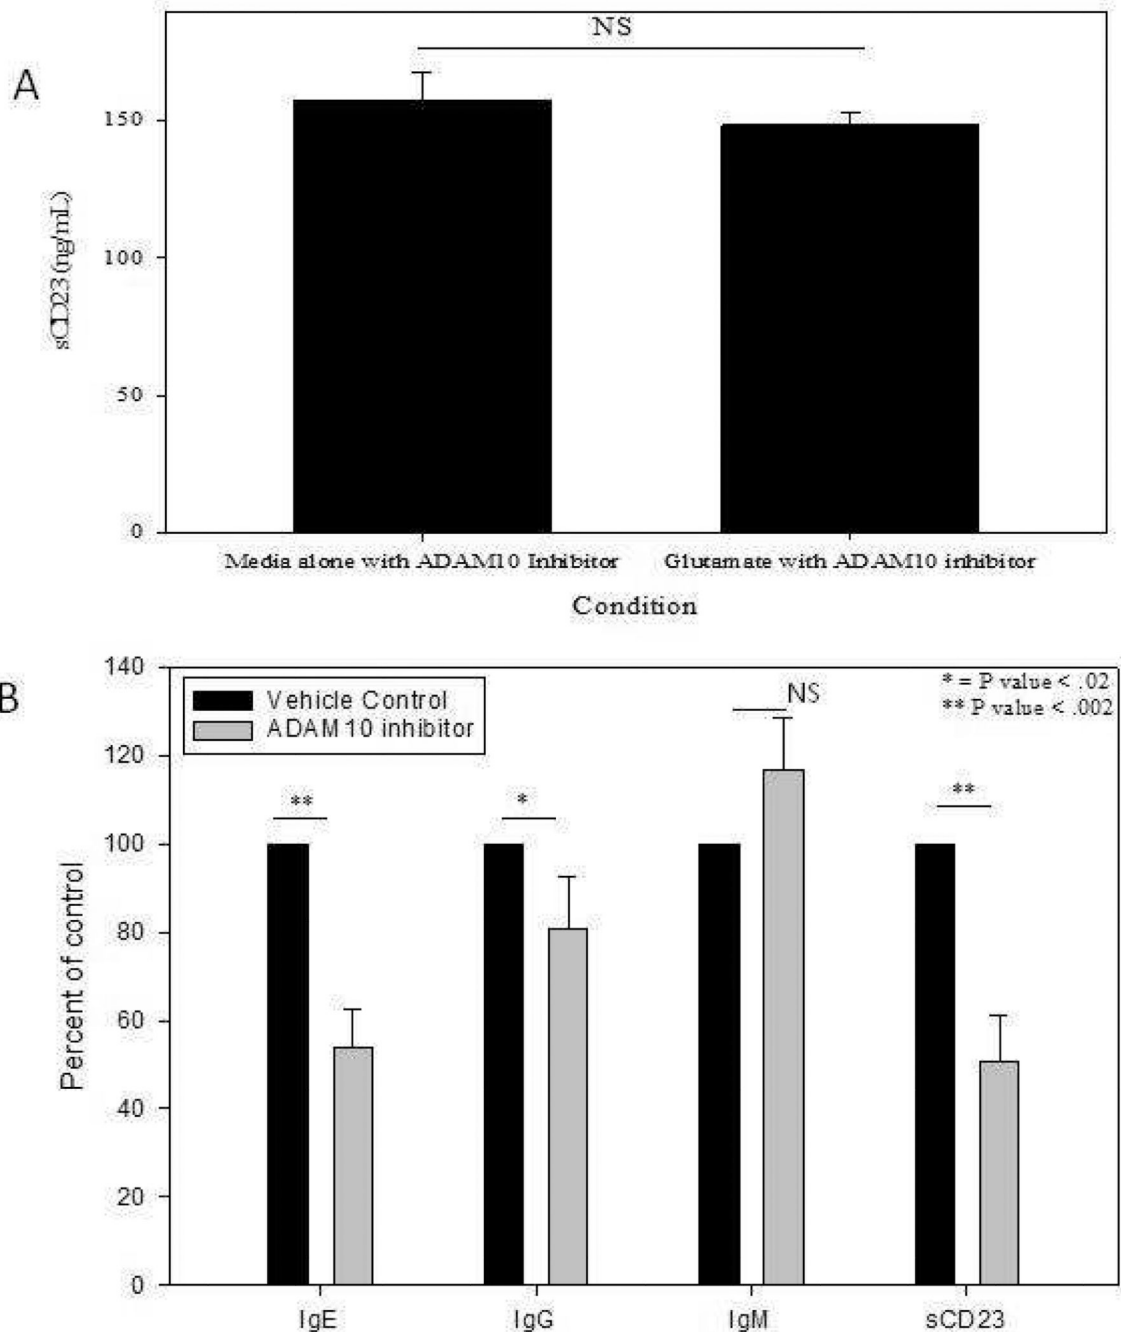 A
NS
150
100
50
0
sCD23 (ng/mL)
Media alone with ADAM10 Inhibitor
Glutamate with ADAM10 inhibitor
Condition
B
140
120
100
80
60
40
20
0
Percent of control
Vehicle Control
ADAM 10 inhibitor
* = P value < .02
** P value < .002
**
*
NS
**
IgE
IgG
IgM
sCD23